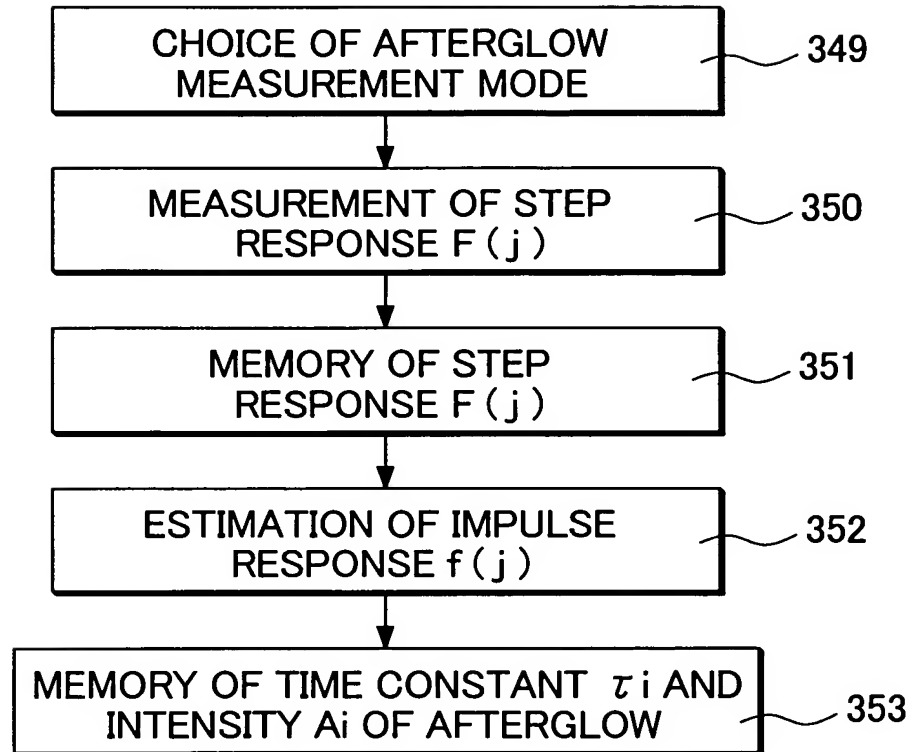 CHOICE OF AFTERGLOW
MEASUREMENT MODE
349
MEASUREMENT OF STEP
RESPONSE F(j)
350
MEMORY OF STEP
RESPONSE F(j)
351
ESTIMATION OF IMPULSE
RESPONSE f(j)
352
MEMORY OF TIME CONSTANT τi AND
INTENSITY Ai OF AFTERGLOW
353